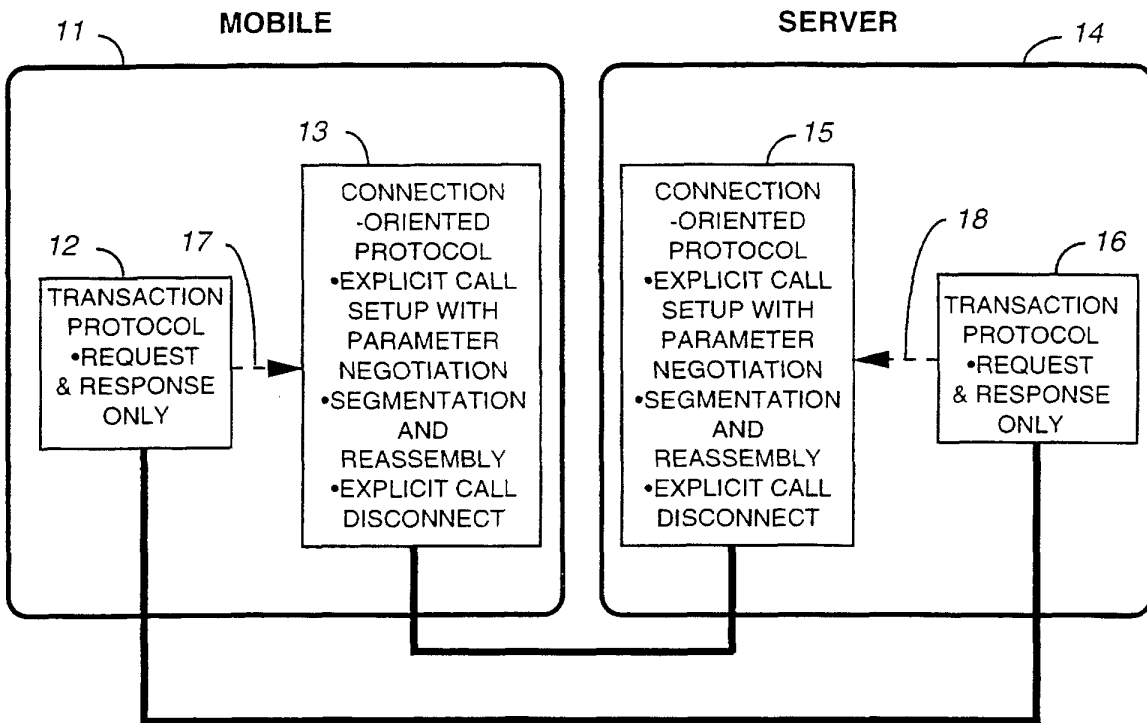 MOBILE
SERVER
11
14
13
15
12
17
18
16
TRANSACTION
PROTOCOL
•REQUEST
& RESPONSE
ONLY
CONNECTION
-ORIENTED
PROTOCOL
•EXPLICIT CALL
SETUP WITH
PARAMETER
NEGOTIATION
•SEGMENTATION
AND
REASSEMBLY
•EXPLICIT CALL
DISCONNECT
CONNECTION
-ORIENTED
PROTOCOL
•EXPLICIT CALL
SETUP WITH
PARAMETER
NEGOTIATION
•SEGMENTATION
AND
REASSEMBLY
•EXPLICIT CALL
DISCONNECT
TRANSACTION
PROTOCOL
•REQUEST
& RESPONSE
ONLY